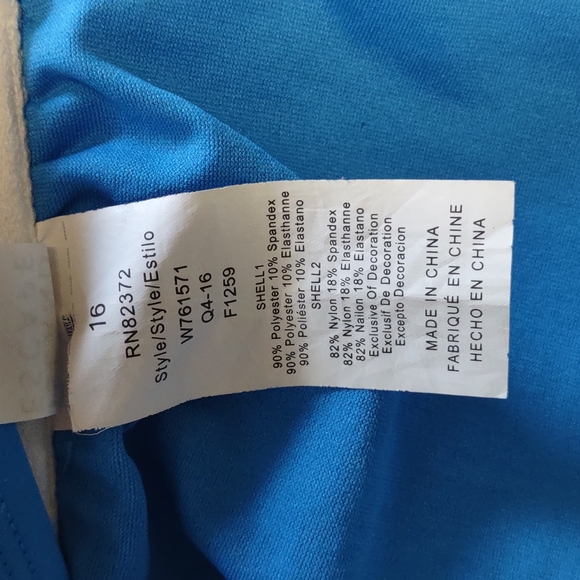 16
RN82372
Style/Style/Estilo
W761571
Q4-16
F1259
SHELL1
90% Polyester 10% Spandex
90% Polyester 10% Elasthanne
90% Poliéster 10% Elastano
SHELL2
82% Nylon 18% Spandex
82% Nylon 18% Elasthanne
82% Nailon 18% Elastano
Exclusive Of Decoration
Exclusif De Decoration
Excepto Decoracion
MADE IN CHINA
FABRIQUÉ EN CHINE
HECHO EN CHINA